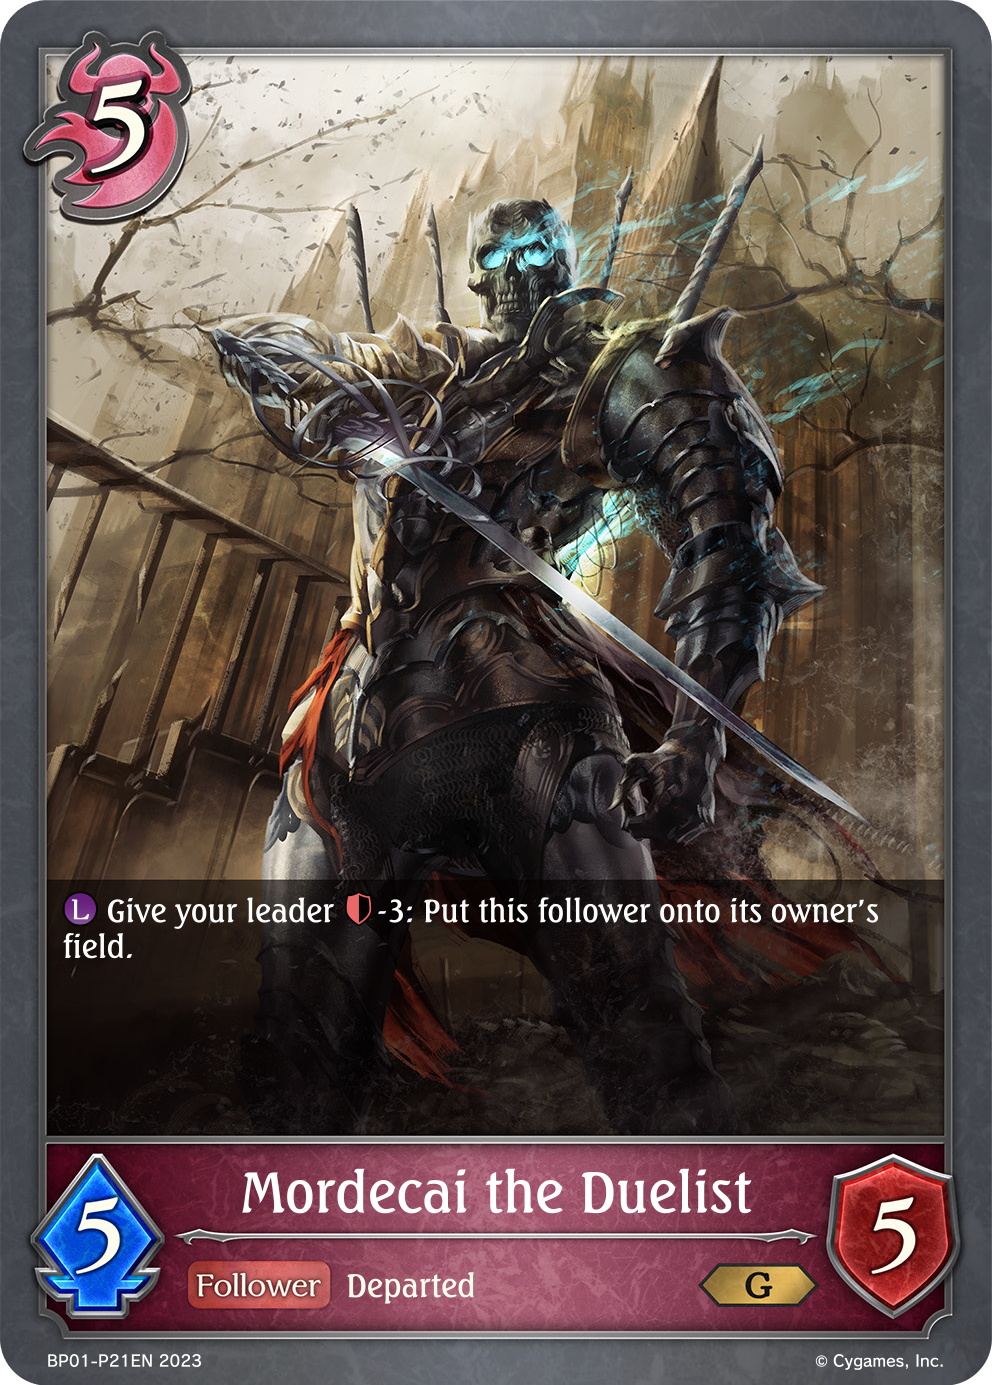 5
L Give your leader -3: Put this follower onto its owner's
field.
Mordecai the Duelist
5
5
Follower Departed
G
BP01-P21EN 2023
© Cygames, Inc.